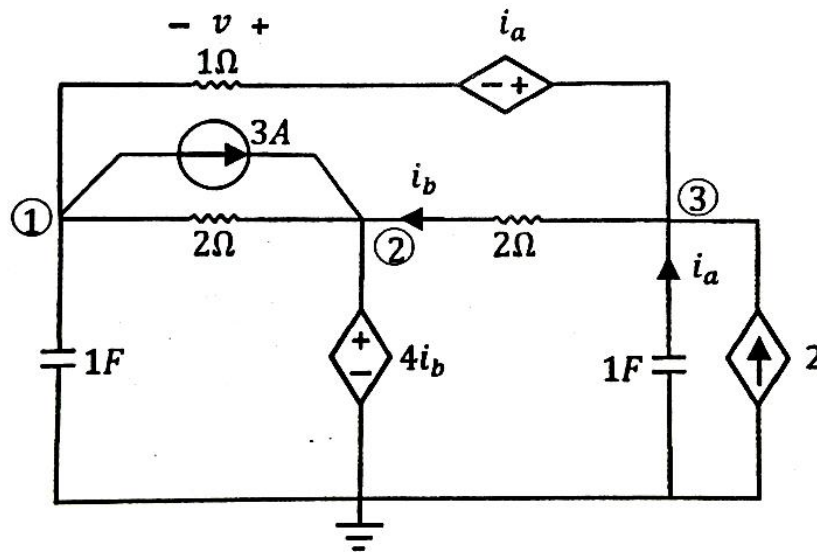 − v +
i_a
1Ω
− +
3A
i_b
①
2Ω
②
2Ω
③
i_a
1F
+
−
4i_b
1F
2